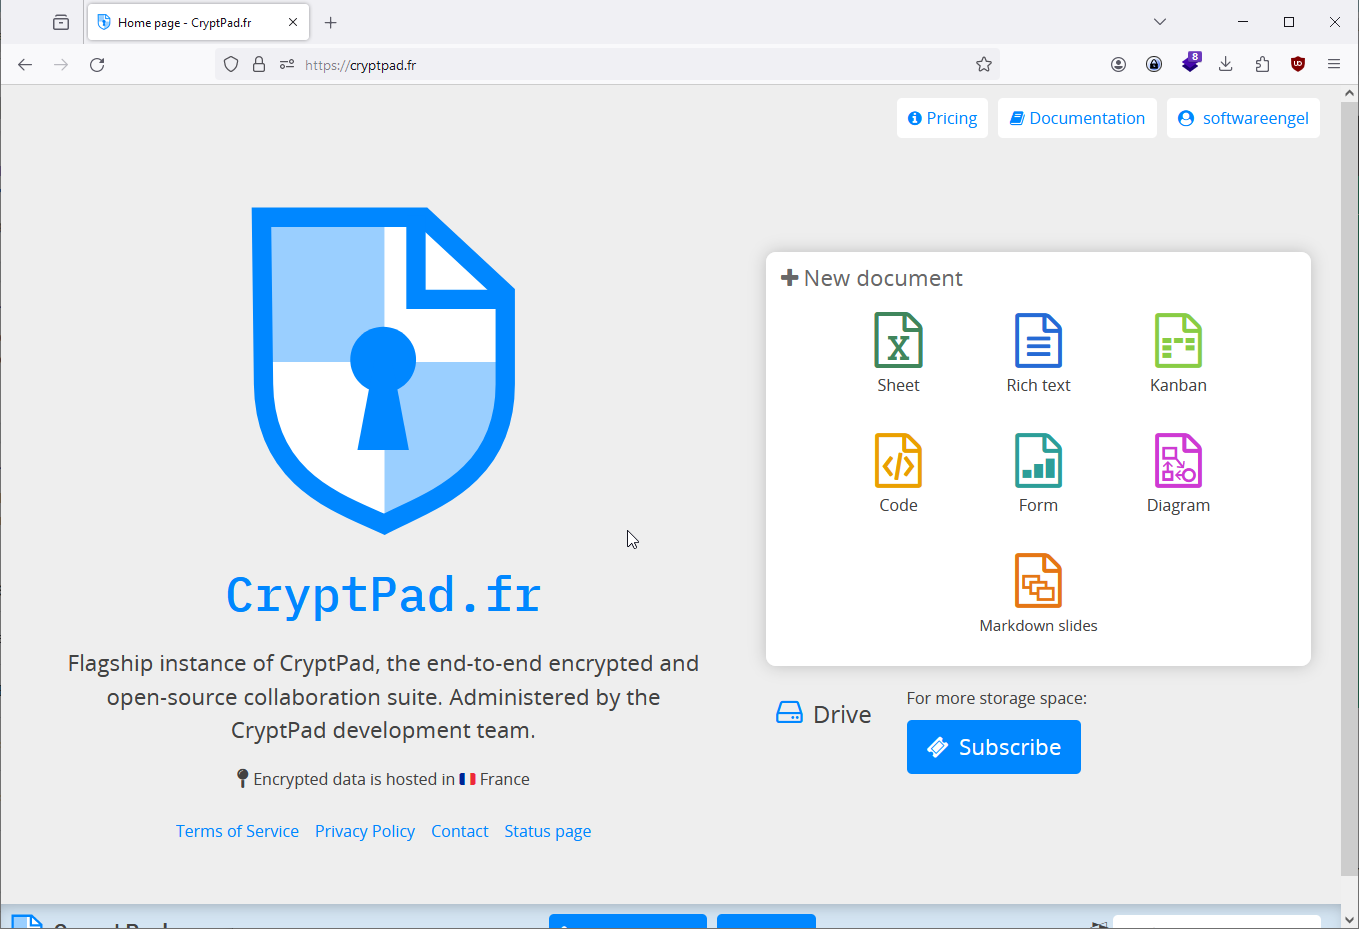 Home page - CryptPad.fr
https://cryptpad.fr
8
Pricing
Documentation
softwareengel
New document
Sheet
Rich text
Kanban
Code
Form
Diagram
Markdown slides
CryptPad.fr
Flagship instance of CryptPad, the end-to-end encrypted and
open-source collaboration suite. Administered by the
CryptPad development team.
Encrypted data is hosted in France
Drive
For more storage space:
Subscribe
Terms of Service
Privacy Policy
Contact
Status page